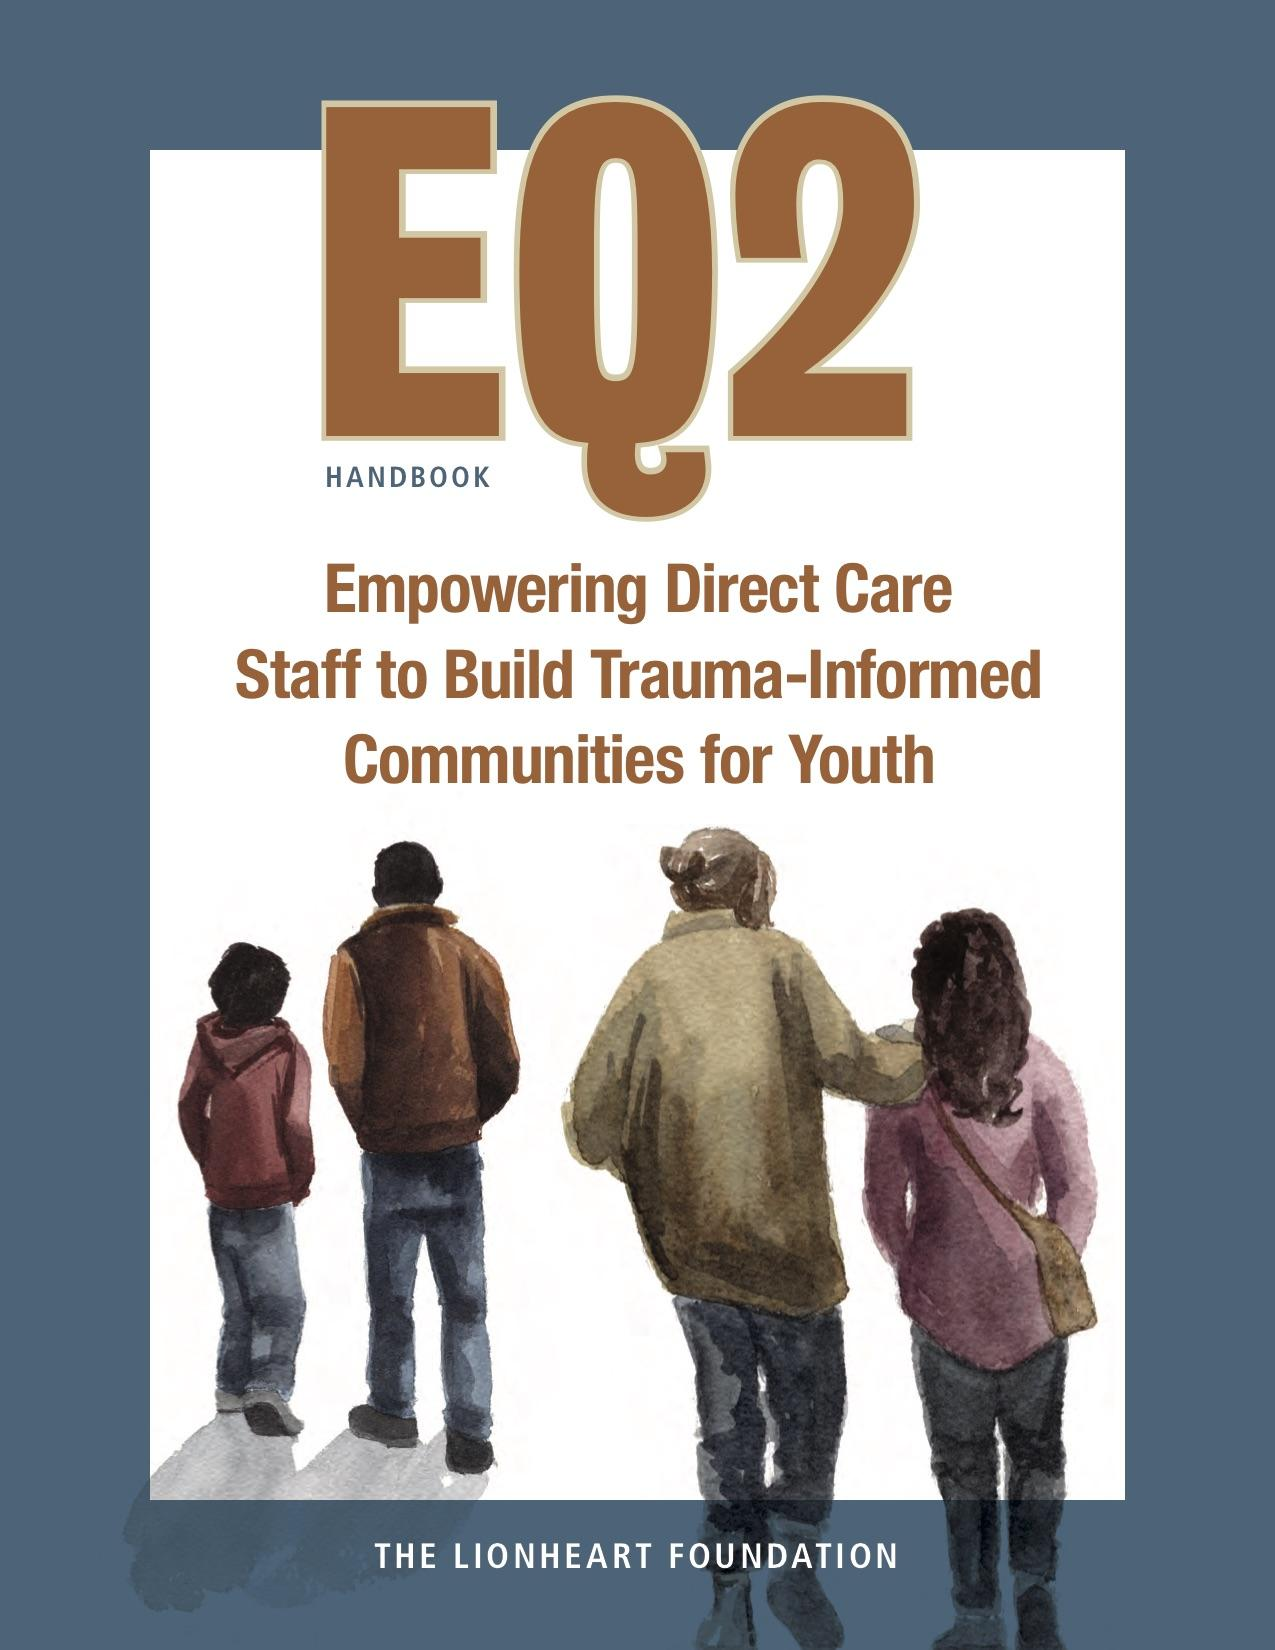 EQ2
HANDBOOK
Empowering Direct Care
Staff to Build Trauma-Informed
Communities for Youth
THE LIONHEART FOUNDATION